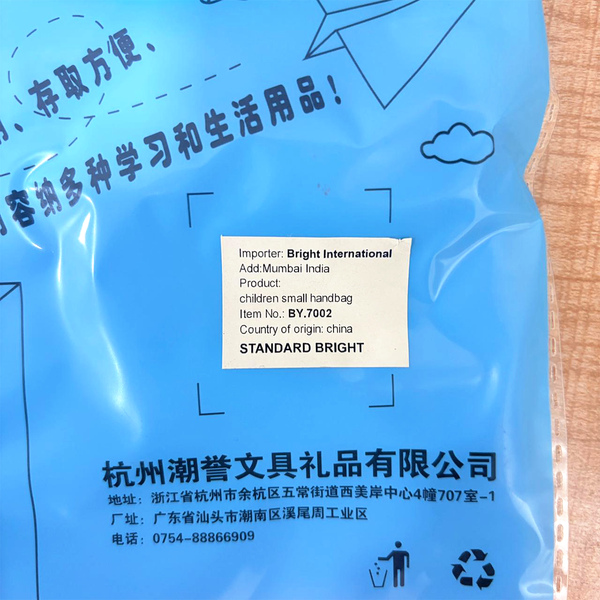 、存取方便、
容纳多种学习和生活用品！
Importer: Bright International
Add:Mumbai India
Product:
children small handbag
Item No.: BY.7002
Country of origin: china
STANDARD BRIGHT
杭州潮誉文具礼品有限公司
地址：浙江省杭州市余杭区五常街道西美岸中心4幢707室-1
厂址：广东省汕头市潮南区溪尾周工业区
电话：0754-88866909